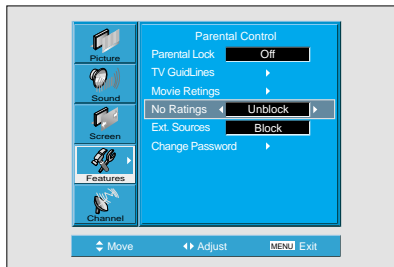 Parental Control
Picture
Parental Lock Off
TV GuidLines
Movie Retings
Sound
No Ratings Unblock
Ext. Sources Block
Screen
Change Password
Features
Channel
Move Adjust MENU Exit